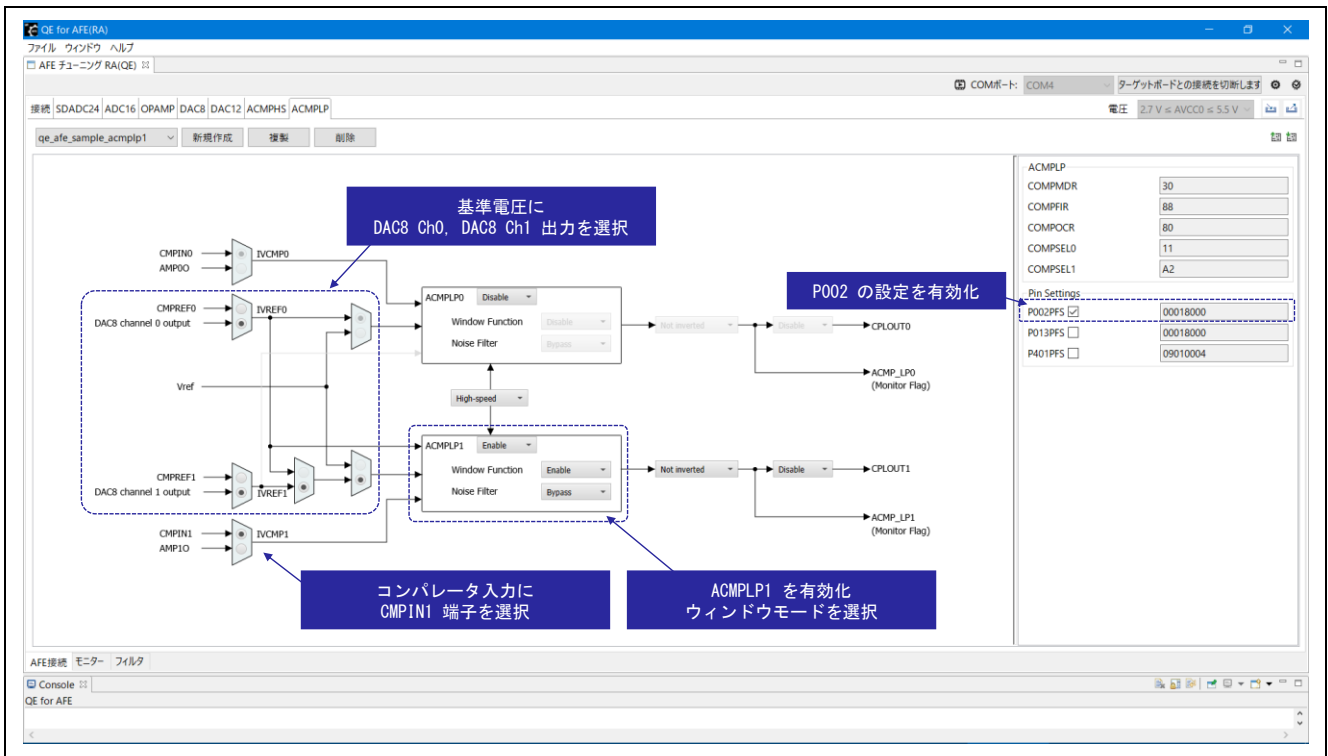 QE for AFE(RA)
ファイル ウィンドウ ヘルプ
AFE チューニング RA(QE)
COMポート: COM4 ターゲットボードとの接続を切断します
接続 SDADC24 ADC16 OPAMP DAC8 DAC12 ACMPHS ACMPLP
電圧 2.7 V ≤ AVCC0 ≤ 5.5 V
qe_afe_sample_acmplp1 新規作成 複製 削除
基準電圧に
DAC8 Ch0, DAC8 Ch1 出力を選択
CMPIN0 IVCMP0
AMP0O
CMPREF0 IVREF0
DAC8 channel 0 output
Vref
CMPREF1
DAC8 channel 1 output IVREF1
CMPIN1 IVCMP1
AMP1O
ACMPLP0 Disable
Window Function Disable
Noise Filter Bypass
Not inverted Disable CPLOUT0
ACMP_LP0
(Monitor Flag)
High-speed
ACMPLP1 Enable
Window Function Enable
Noise Filter Bypass
Not inverted Disable CPLOUT1
ACMP_LP1
(Monitor Flag)
コンパレータ入力に
CMPIN1 端子を選択
ACMPLP1 を有効化
ウィンドウモードを選択
P002 の設定を有効化
ACMPLP
COMPMDR 30
COMPFIR 88
COMPOCR 80
COMPSEL0 11
COMPSEL1 A2
Pin Settings
P002PFS 00018000
P013PFS 00018000
P401PFS 09010004
AFE接続 モニター フィルタ
Console
QE for AFE